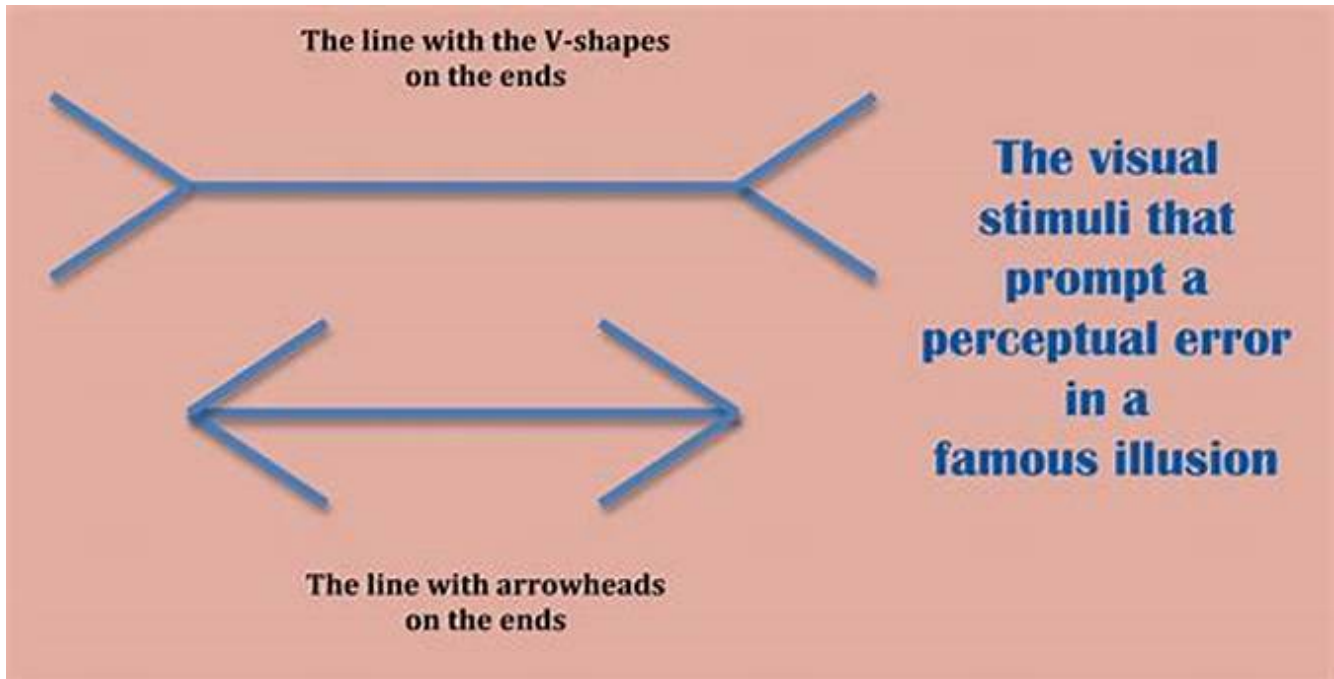 The line with the V-shapes
on the ends
The visual
stimuli that
prompt a
perceptual error
in a
famous illusion
The line with arrowheads
on the ends